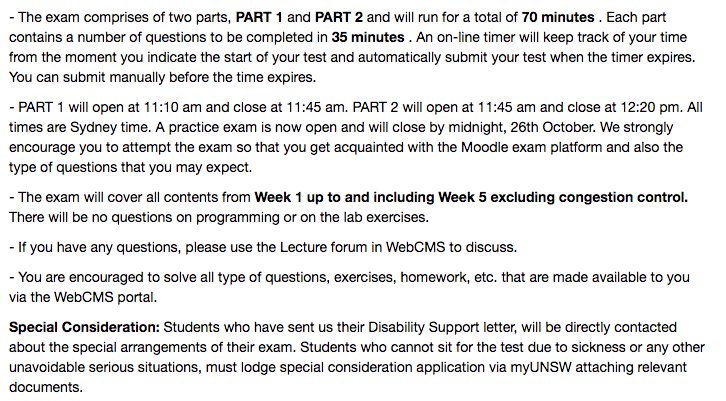 - The exam comprises of two parts, PART 1 and PART 2 and will run for a total of 70 minutes . Each part
contains a number of questions to be completed in 35 minutes . An on-line timer will keep track of your time
from the moment you indicate the start of your test and automatically submit your test when the timer expires.
You can submit manually before the time expires.
- PART 1 will open at 11:10 am and close at 11:45 am. PART 2 will open at 11:45 am and close at 12:20 pm. All
times are Sydney time. A practice exam is now open and will close by midnight, 26th October. We strongly
encourage you to attempt the exam so that you get acquainted with the Moodle exam platform and also the
type of questions that you may expect.
- The exam will cover all contents from Week 1 up to and including Week 5 excluding congestion control.
There will be no questions on programming or on the lab exercises.
- If you have any questions, please use the Lecture forum in WebCMS to discuss.
- You are encouraged to solve all type of questions, exercises, homework, etc. that are made available to you
via the WebCMS portal.
Special Consideration: Students who have sent us their Disability Support letter, will be directly contacted
about the special arrangements of their exam. Students who cannot sit for the test due to sickness or any other
unavoidable serious situations, must lodge special consideration application via myUNSW attaching relevant
documents.